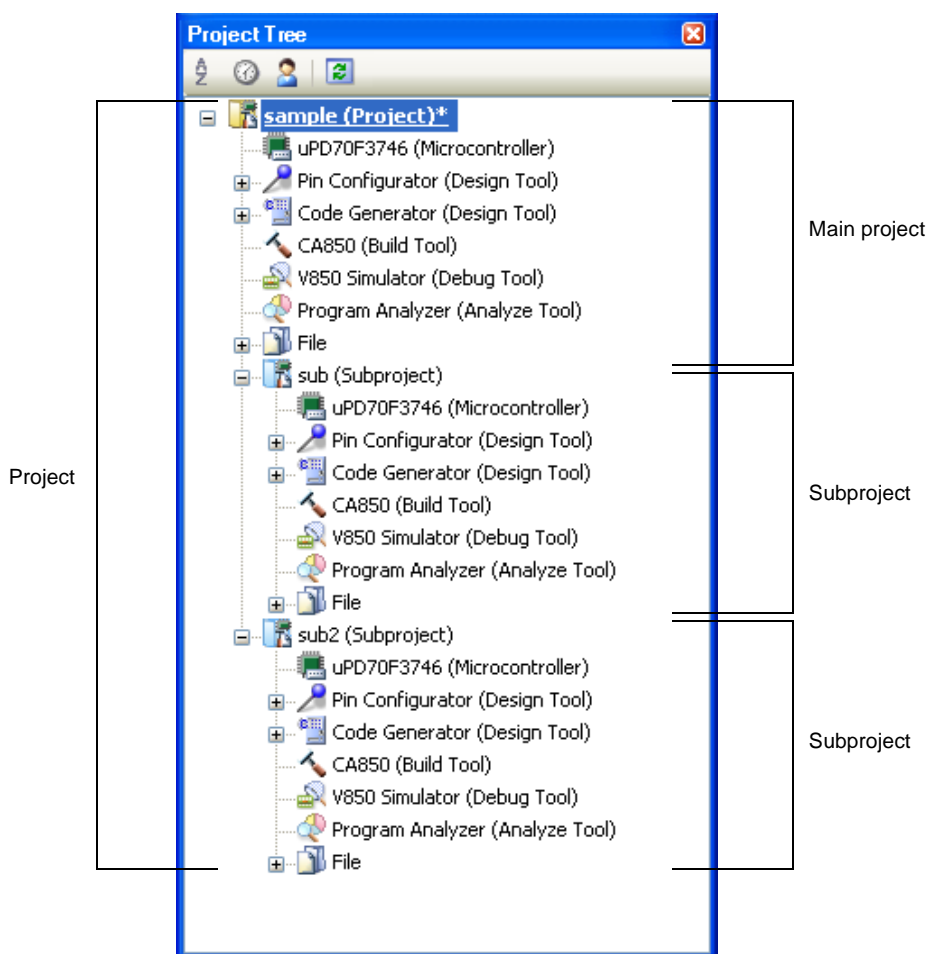 Project Tree
sample (Project)*
uPD70F3746 (Microcontroller)
Pin Configurator (Design Tool)
Code Generator (Design Tool)
CA850 (Build Tool)
V850 Simulator (Debug Tool)
Program Analyzer (Analyze Tool)
File
Main project
sub (Subproject)
uPD70F3746 (Microcontroller)
Pin Configurator (Design Tool)
Code Generator (Design Tool)
CA850 (Build Tool)
V850 Simulator (Debug Tool)
Program Analyzer (Analyze Tool)
File
Subproject
Project
sub2 (Subproject)
uPD70F3746 (Microcontroller)
Pin Configurator (Design Tool)
Code Generator (Design Tool)
CA850 (Build Tool)
V850 Simulator (Debug Tool)
Program Analyzer (Analyze Tool)
File
Subproject